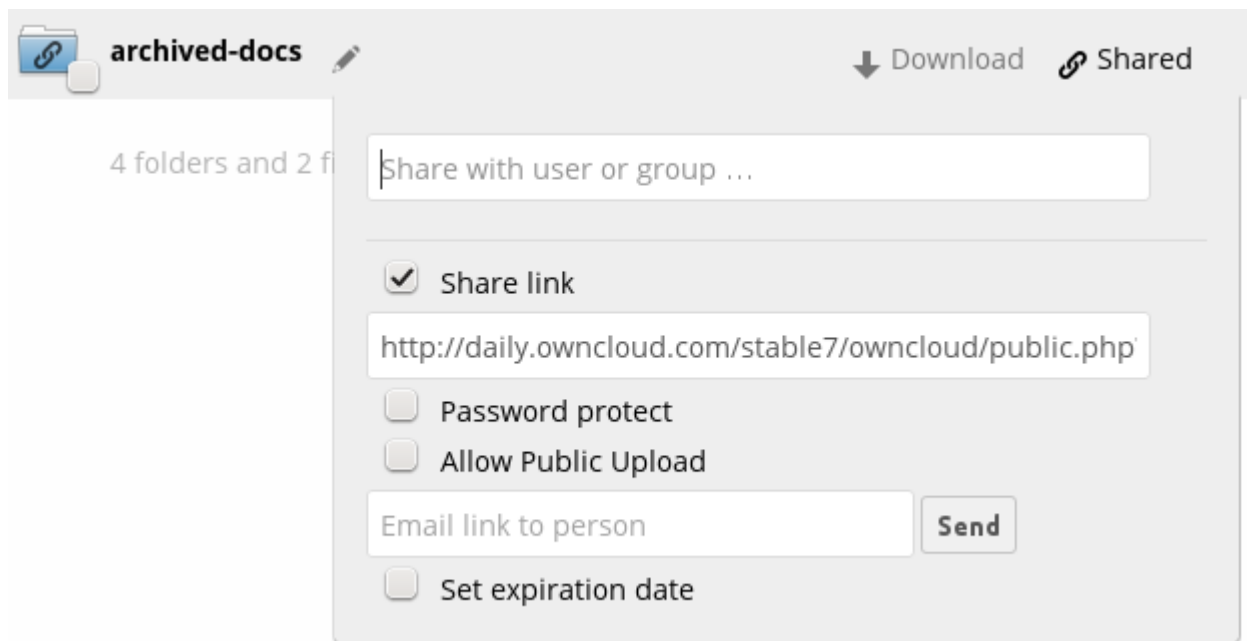 archived-docs
Download
Shared
4 folders and 2
Share with user or group ...
Share link
http://daily.owncloud.com/stable7/owncloud/public.php
Password protect
Allow Public Upload
Email link to person
Send
Set expiration date